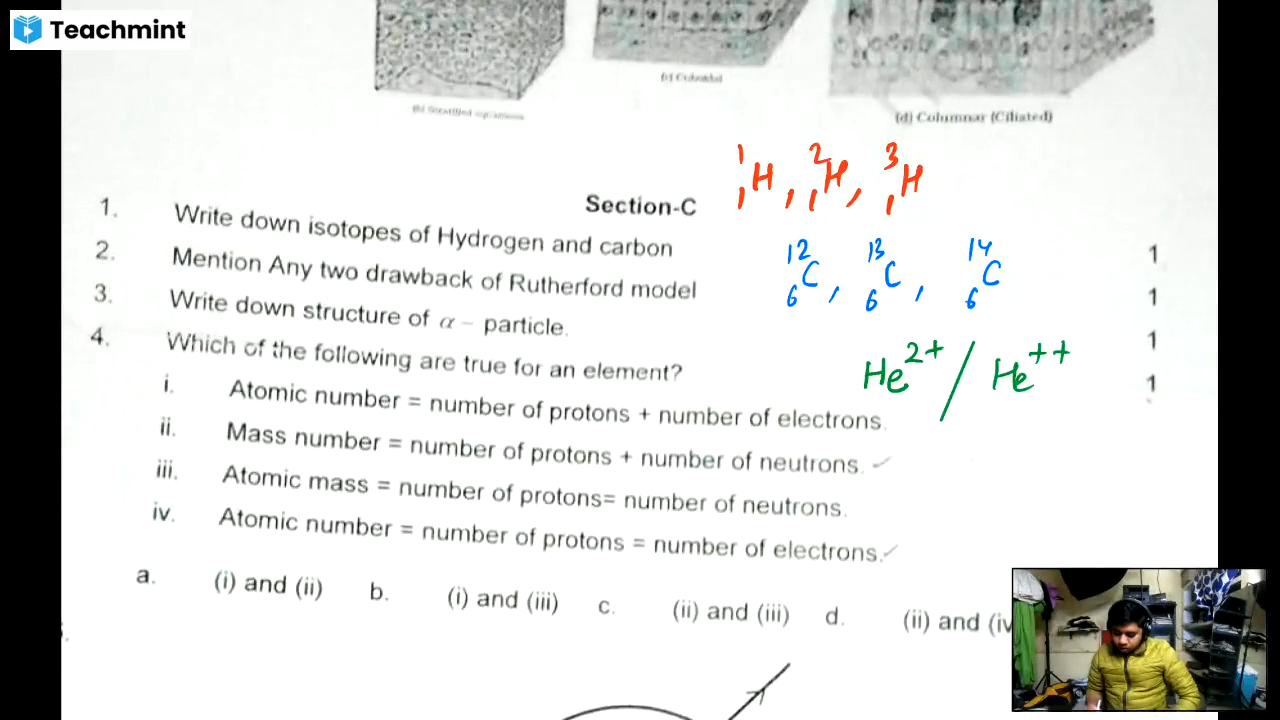 Teachmint
(b) Stratified squamous
(c) Cuboidal
(d) Columnar (Ciliated)
Section-C
¹₁H, ²₁H, ³₁H
1. Write down isotopes of Hydrogen and carbon 1
¹²₆C, ¹³₆C, ¹⁴₆C
2. Mention Any two drawback of Rutherford model 1
3. Write down structure of α – particle. 1
He²⁺ / He⁺⁺
4. Which of the following are true for an element? 1
i. Atomic number = number of protons + number of electrons.
ii. Mass number = number of protons + number of neutrons. ✓
iii. Atomic mass = number of protons= number of neutrons.
iv. Atomic number = number of protons = number of electrons. ✓
a. (i) and (ii) b. (i) and (iii) c. (ii) and (iii) d. (ii) and (iv